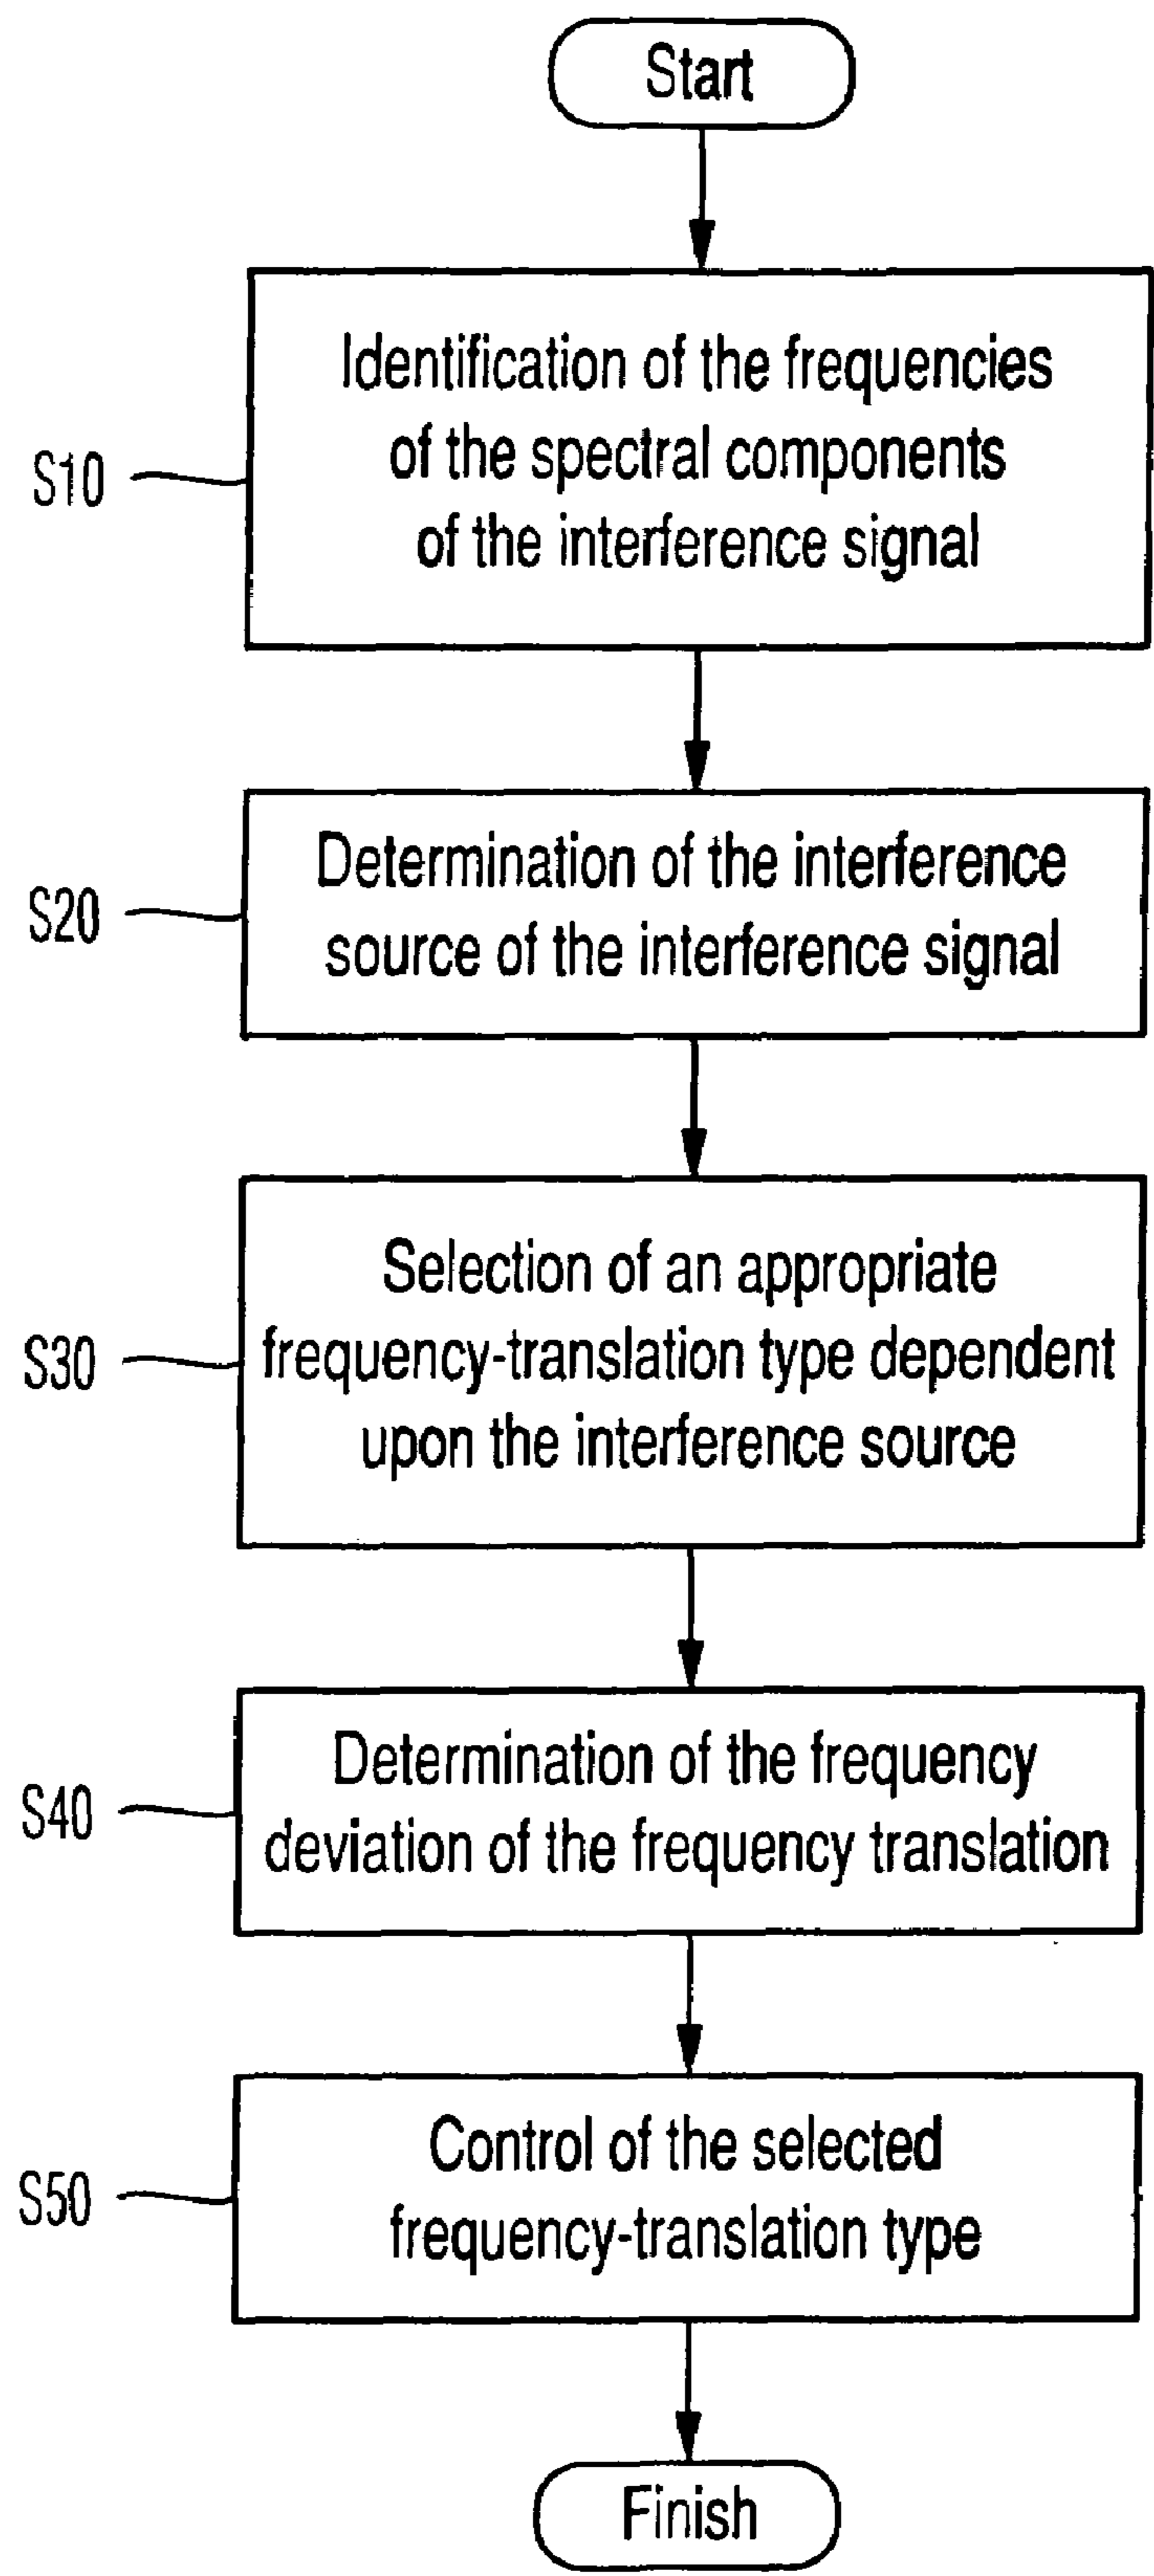 Start
S10
Identification of the frequencies
of the spectral components
of the interference signal
S20
Determination of the interference
source of the interference signal
S30
Selection of an appropriate
frequency-translation type dependent
upon the interference source
S40
Determination of the frequency
deviation of the frequency translation
S50
Control of the selected
frequency-translation type
Finish